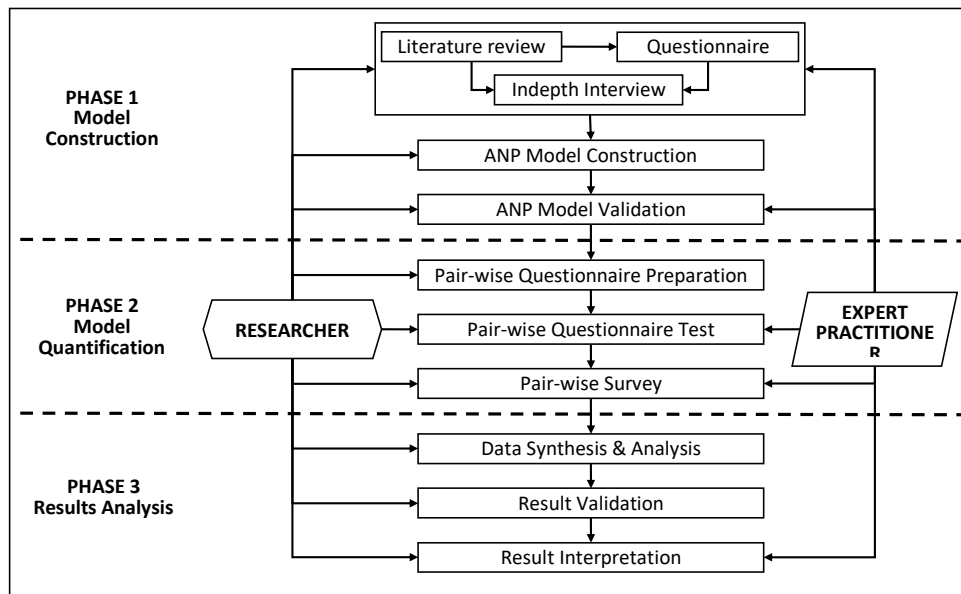 Literature review
Questionnaire
Indepth Interview
PHASE 1
Model
Construction
ANP Model Construction
ANP Model Validation
Pair-wise Questionnaire Preparation
PHASE 2
Model
Quantification
RESEARCHER
Pair-wise Questionnaire Test
EXPERT
PRACTITIONE
R
Pair-wise Survey
Data Synthesis & Analysis
PHASE 3
Results Analysis
Result Validation
Result Interpretation